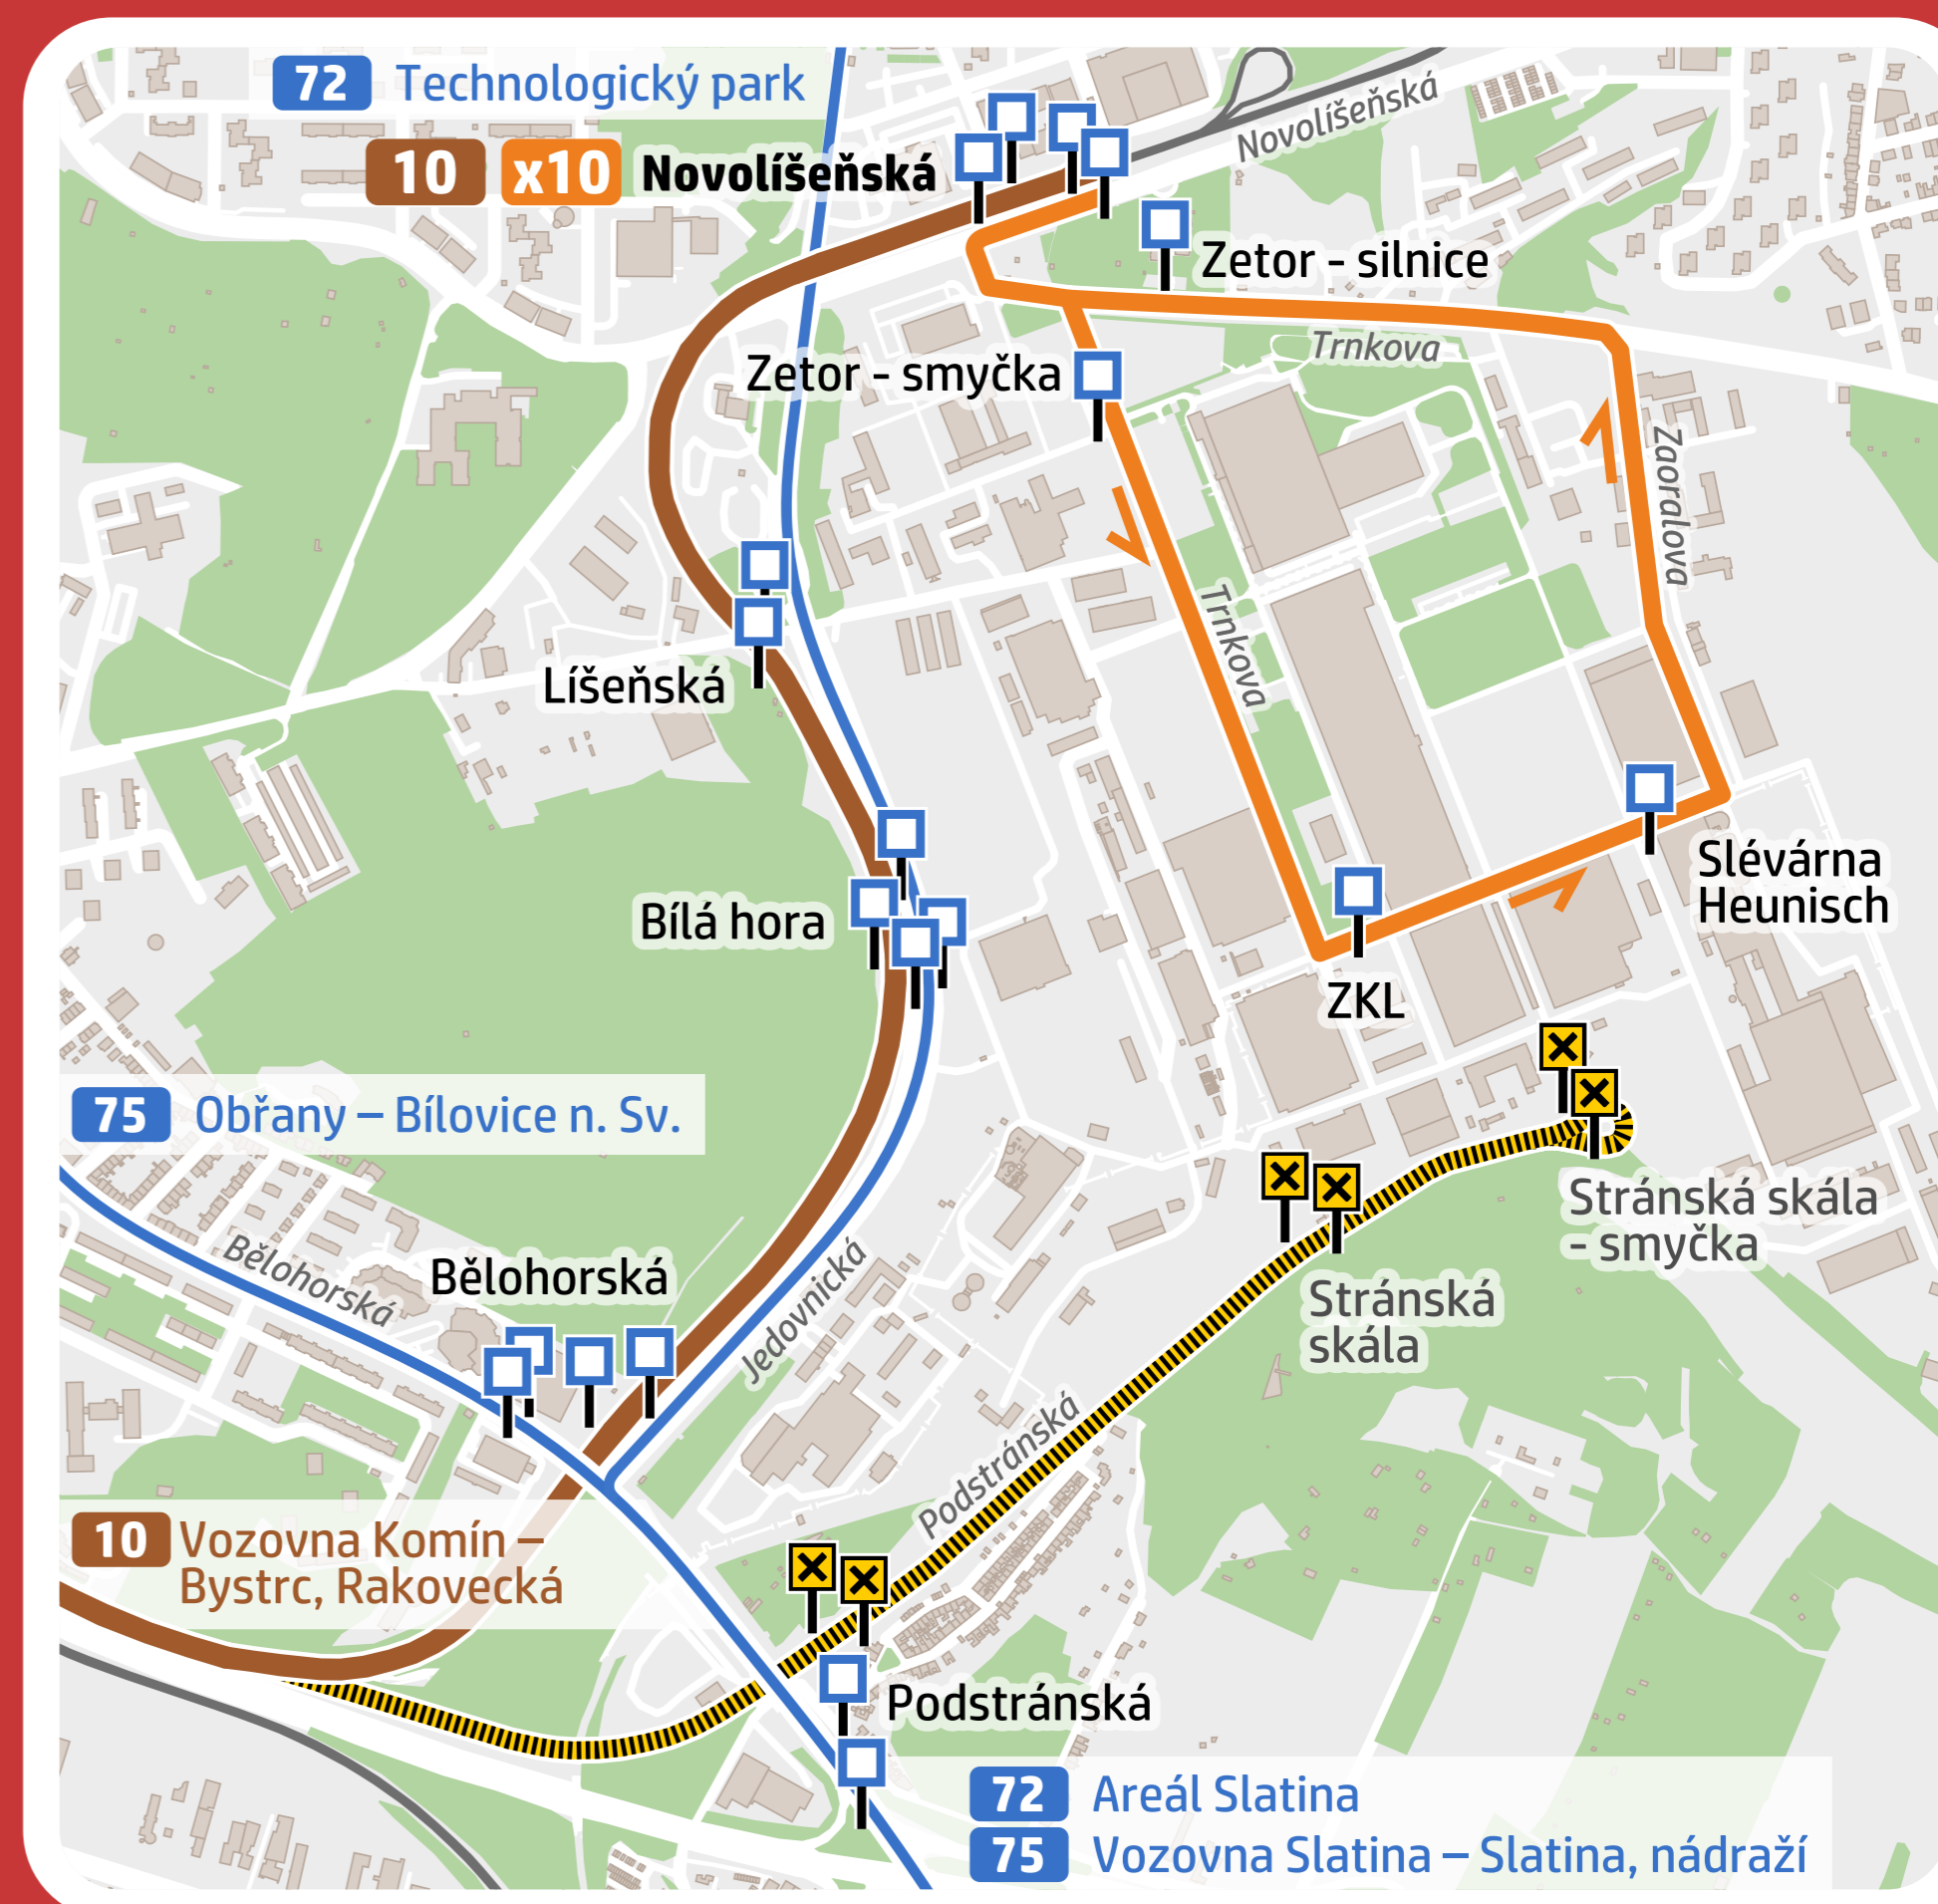 72 Technologický park
10 x10 Novolíšeňská
Novolíšeňská
Zetor - silnice
Trnkova
Zetor - smyčka
Zaoralova
Trnkova
Líšeňská
Slévárna
Heunisch
Bílá hora
ZKL
75 Obřany – Bílovice n. Sv.
Stránská skála
- smyčka
Bělohorská
Bělohorská
Jedovnická
Stránská
skála
Podstránská
10 Vozovna Komín –
Bystrc, Rakovecká
Podstránská
72 Areál Slatina
75 Vozovna Slatina – Slatina, nádraží